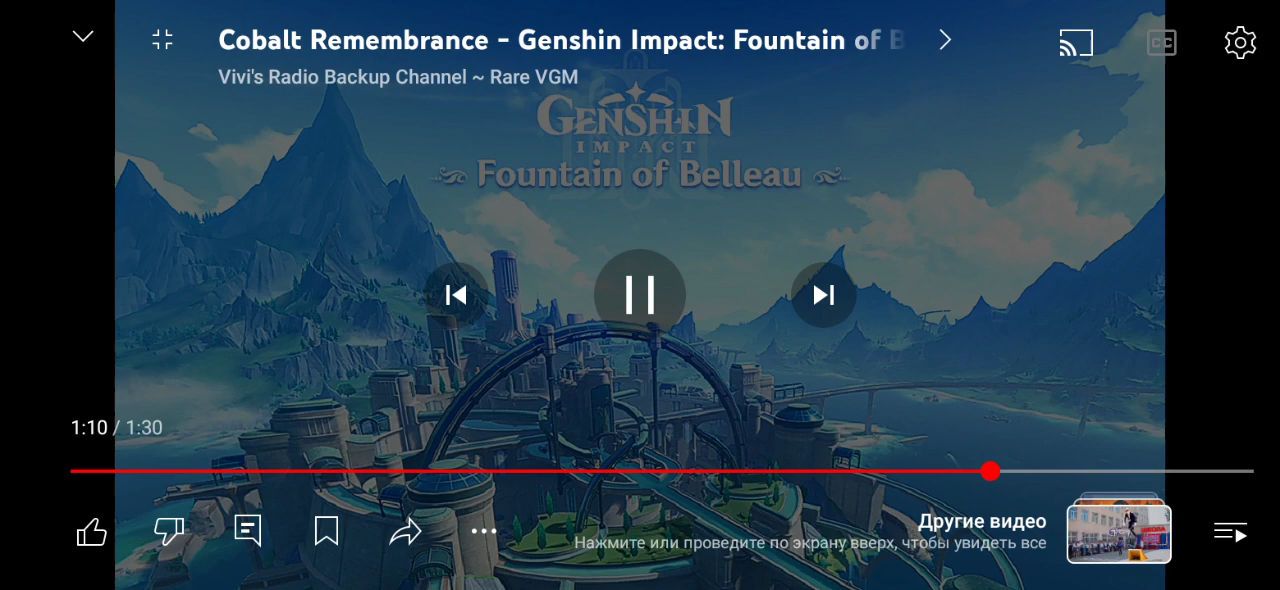 Cobalt Remembrance - Genshin Impact: Fountain of B
Vivi's Radio Backup Channel ~ Rare VGM
CC
GENSHIN
IMPACT
Fountain of Belleau
1:10 / 1:30
Другие видео
Нажмите или проведите по экрану вверх, чтобы увидеть все